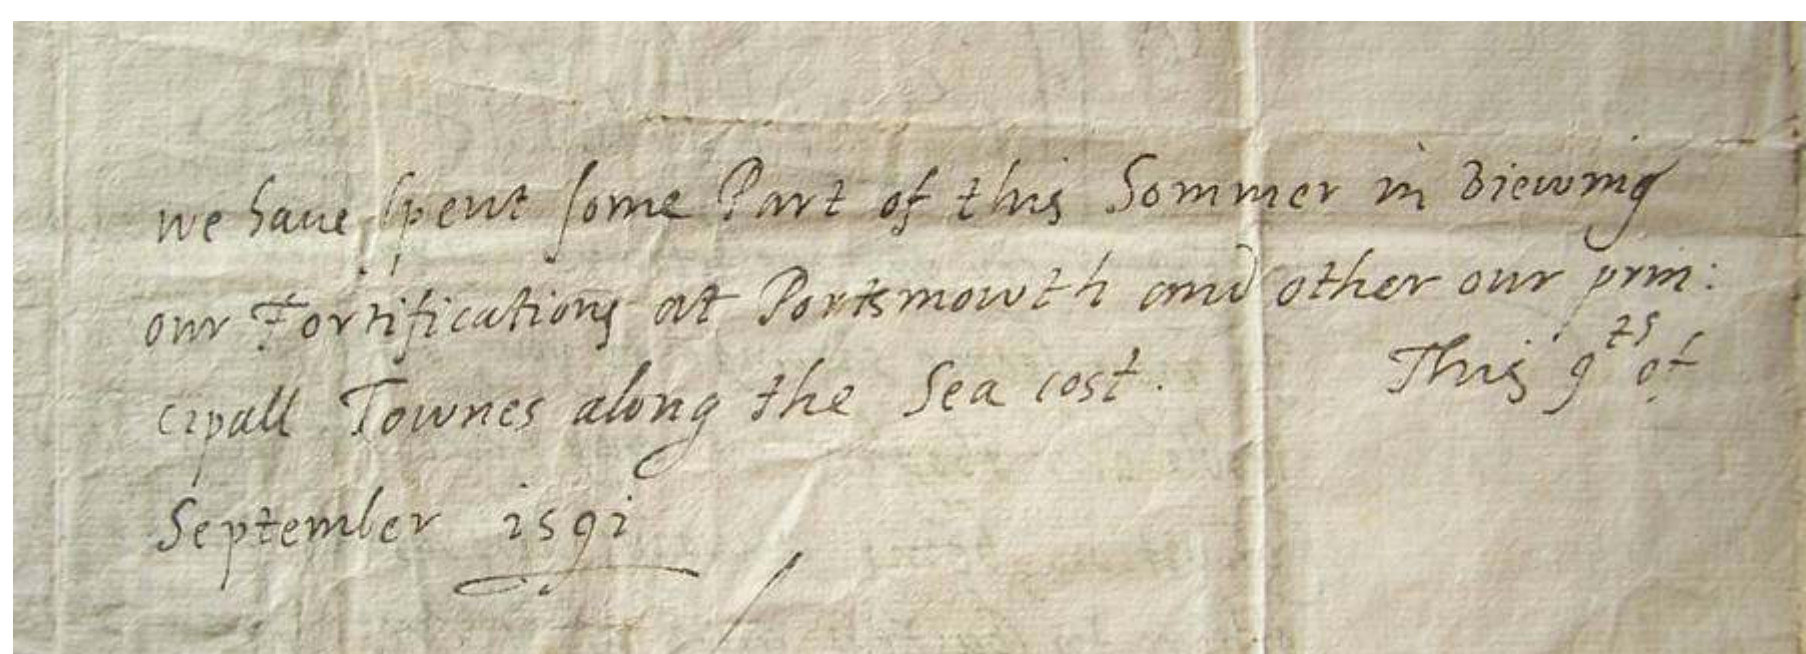 we haue spent some Part of this Sommer in Viewing
our Fortifications at Portsmowth and other our prin:
cipall Townes along the Sea cost. This 9th of
September 1591